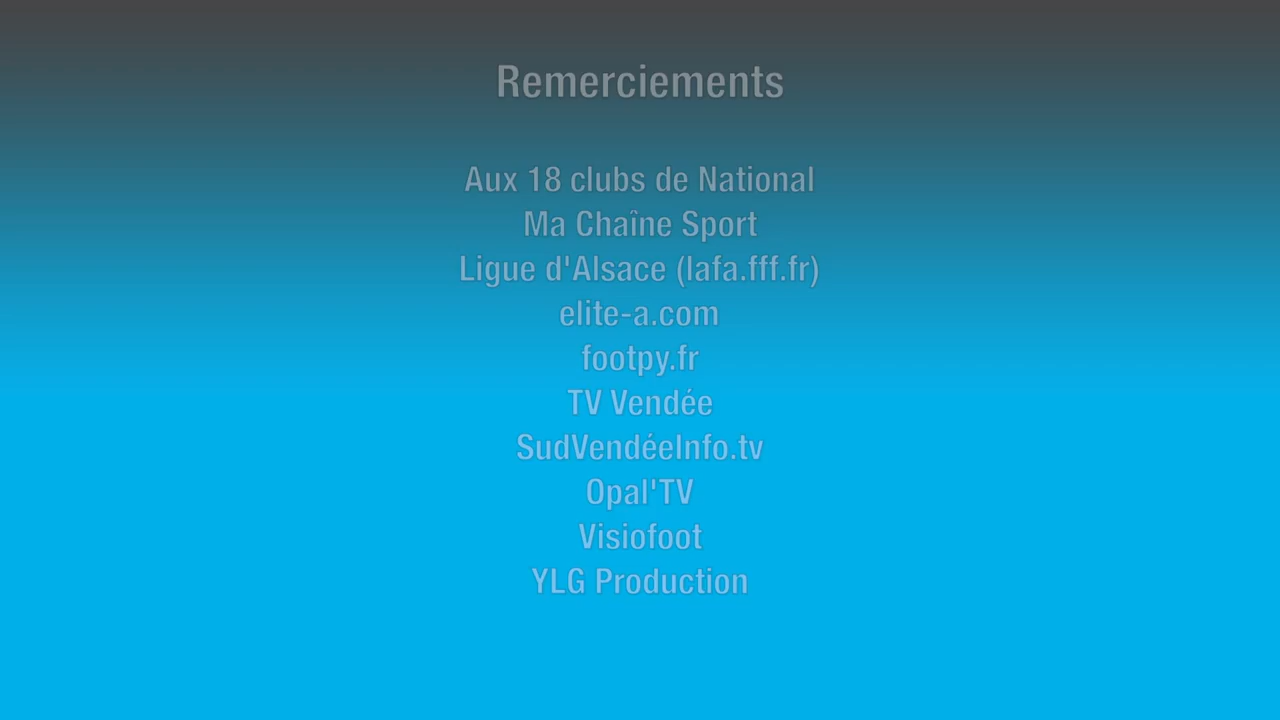 Remerciements
Aux 18 clubs de National
Ma Chaîne Sport
Ligue d'Alsace (lafa.fff.fr)
elite-a.com
footpy.fr
TV Vendée
SudVendéeInfo.tv
Opal'TV
Visiofoot
YLG Production